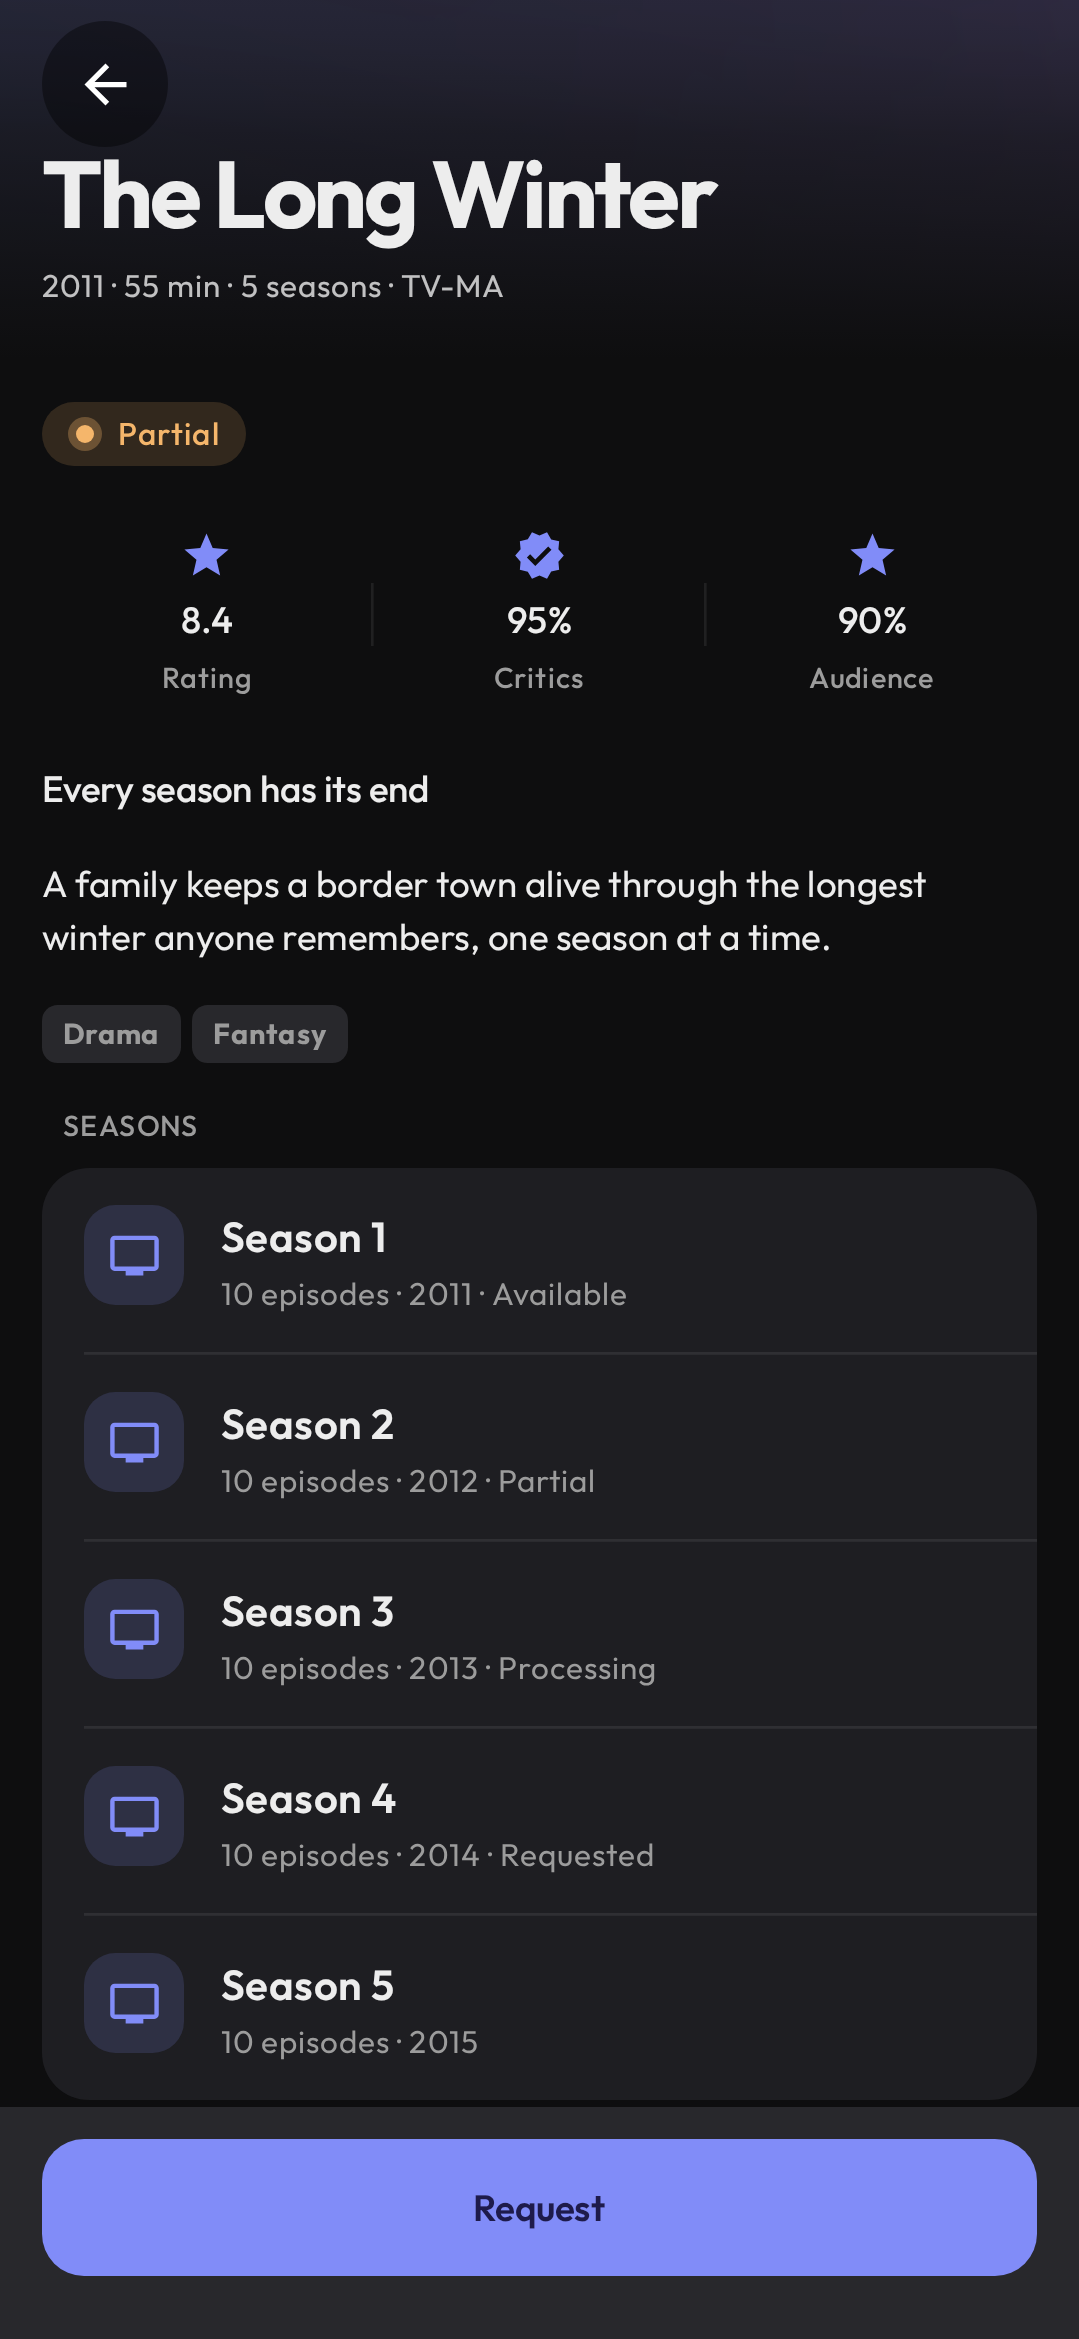 The Long Winter
2011 · 55 min · 5 seasons · TV-MA
Partial
8.4
Rating
95%
Critics
90%
Audience
Every season has its end
A family keeps a border town alive through the longest
winter anyone remembers, one season at a time.
Drama
Fantasy
SEASONS
Season 1
10 episodes · 2011 · Available
Season 2
10 episodes · 2012 · Partial
Season 3
10 episodes · 2013 · Processing
Season 4
10 episodes · 2014 · Requested
Season 5
10 episodes · 2015
Request